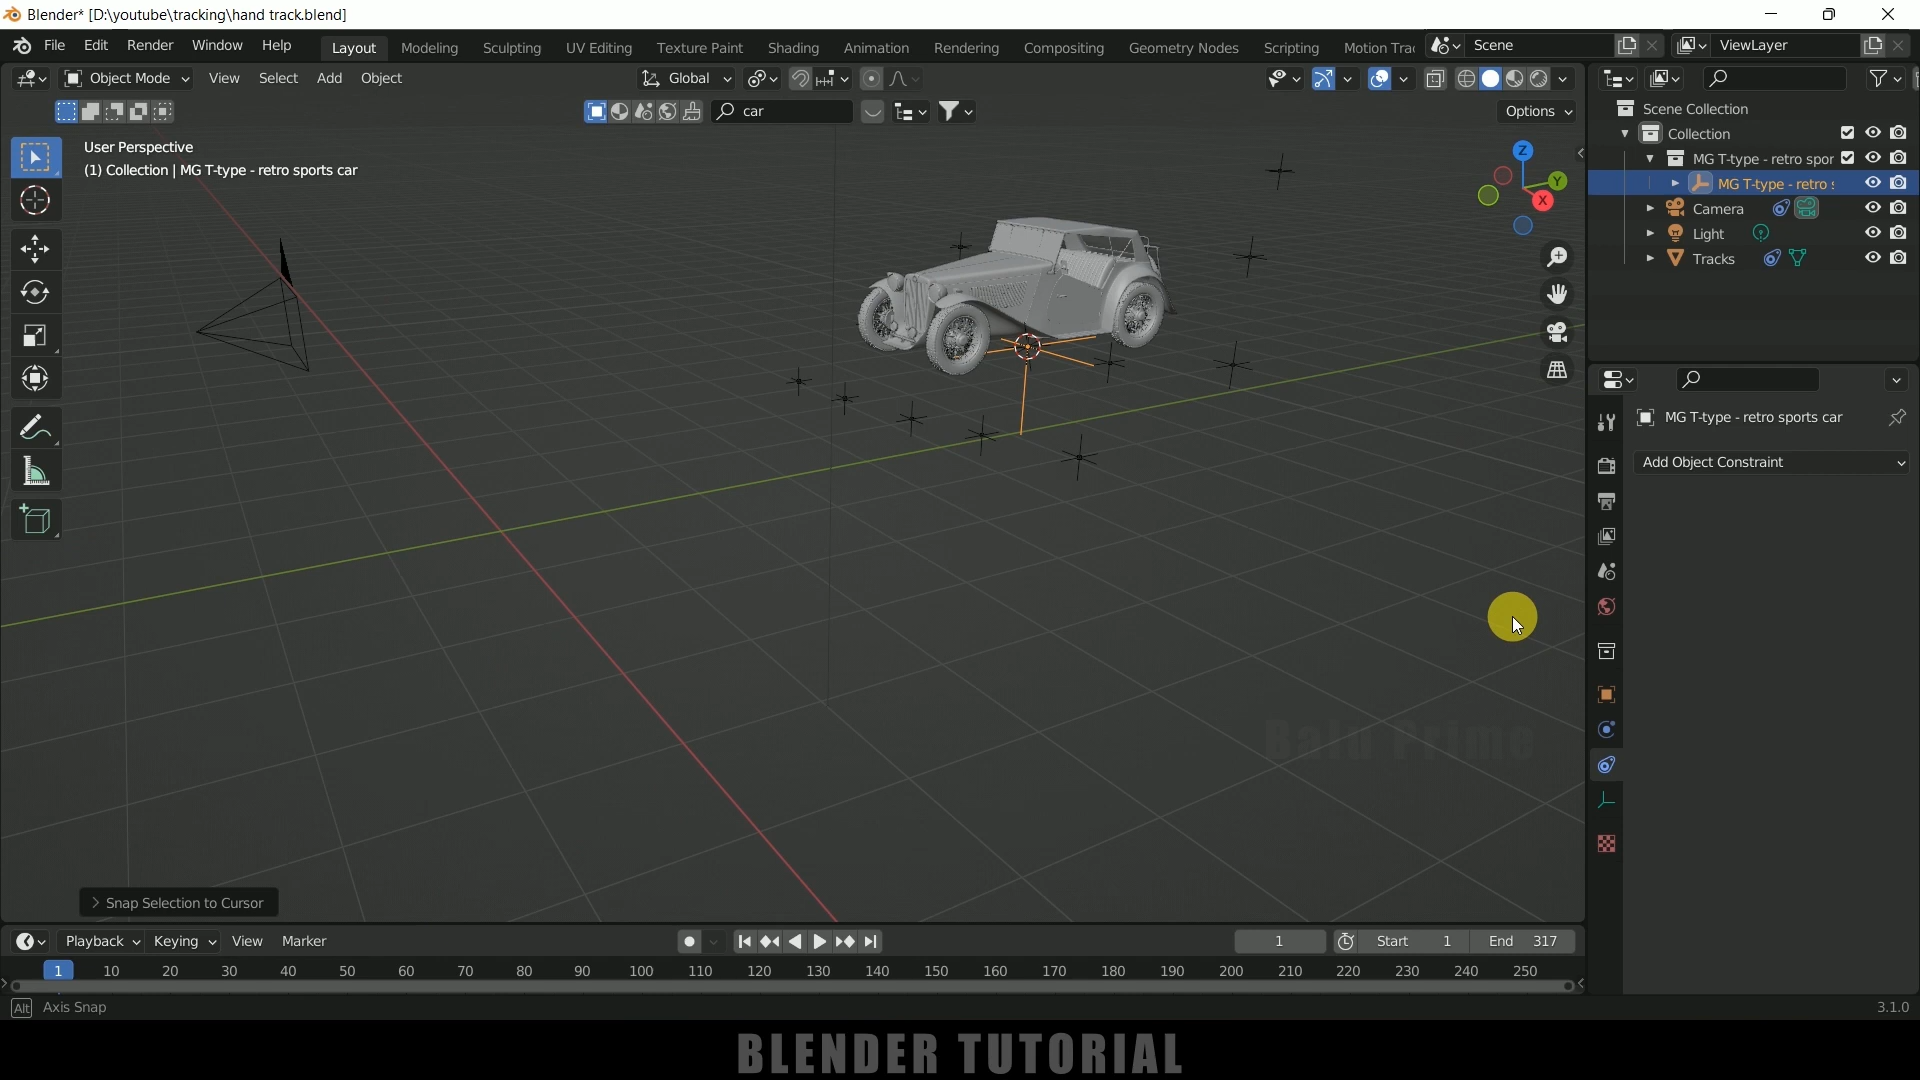 Blender* [D:\youtube\tracking\hand track.blend]
File Edit Render Window Help Layout Modeling Sculpting UV Editing Texture Paint Shading Animation Rendering Compositing Geometry Nodes Scripting Motion Trac Scene ViewLayer
Object Mode View Select Add Object Global
car Options
User Perspective
(1) Collection | MG T-type - retro sports car
Z
Y
X
Scene Collection
Collection
MG T-type - retro spor
MG T-type - retro s
Camera
Light
Tracks
MG T-type - retro sports car
Add Object Constraint
Balu Prime
Snap Selection to Cursor
Playback Keying View Marker 1 Start 1 End 317
1 10 20 30 40 50 60 70 80 90 100 110 120 130 140 150 160 170 180 190 200 210 220 230 240 250
Alt Axis Snap 3.1.0
BLENDER TUTORIAL